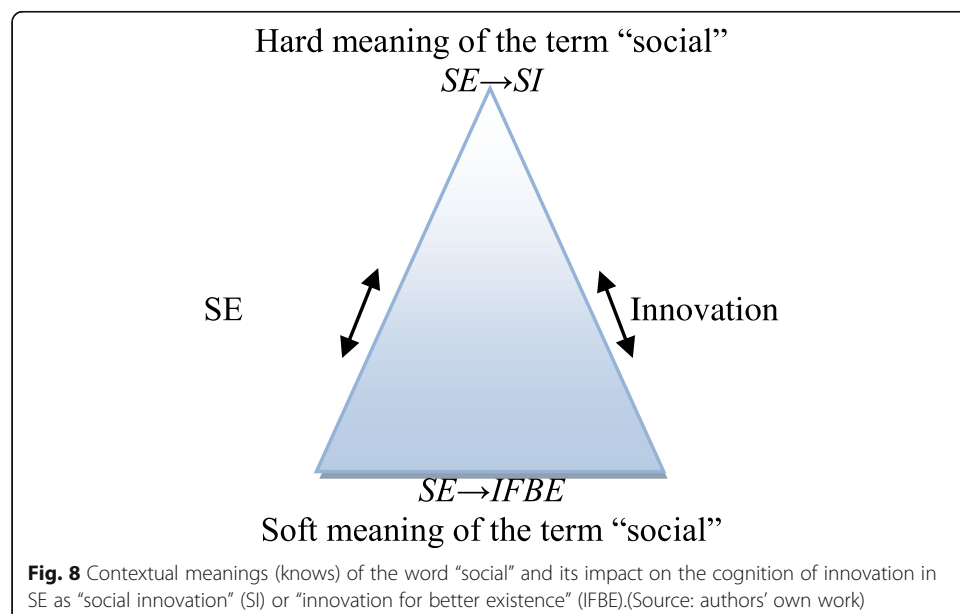 Hard meaning of the term “social”
SE→SI
SE
Innovation
SE→IFBE
Soft meaning of the term “social”
Fig. 8 Contextual meanings (knows) of the word “social” and its impact on the cognition of innovation in
SE as “social innovation” (SI) or “innovation for better existence” (IFBE).(Source: authors’ own work)